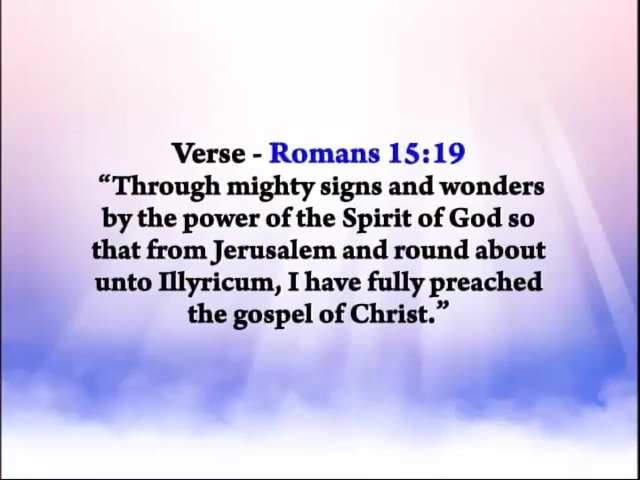 Verse - Romans 15:19
“Through mighty signs and wonders
by the power of the Spirit of God so
that from Jerusalem and round about
unto Illyricum, I have fully preached
the gospel of Christ.”